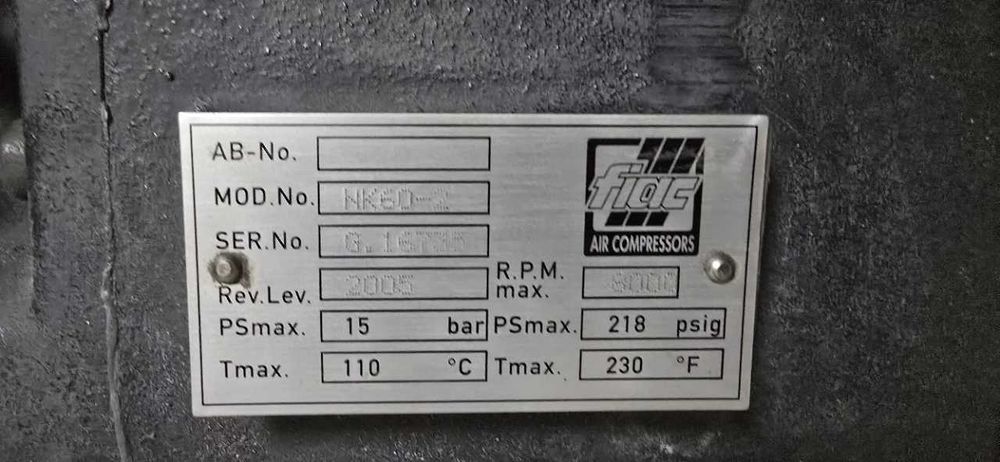 AB-No.
MOD.No. NK60-2
fiac
AIR COMPRESSORS
SER.No.
Rev.Lev. 2005
R.P.M. max. 6000
PSmax. 15 bar PSmax. 218 psig
Tmax. 110 °C Tmax. 230 °F